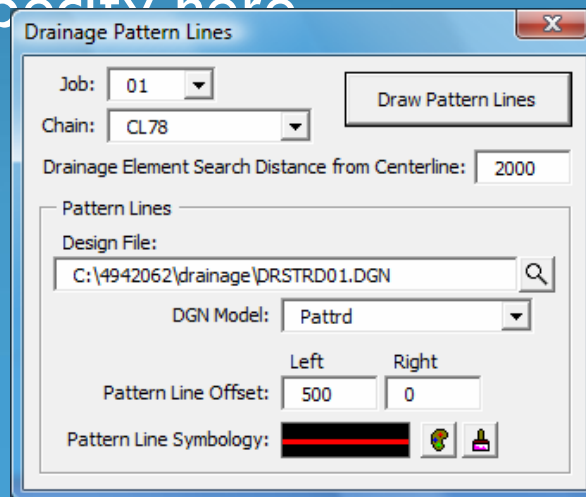 specify here
Drainage Pattern Lines
Job: 01
Draw Pattern Lines
Chain: CL78
Drainage Element Search Distance from Centerline: 2000
Pattern Lines
Design File:
C:\4942062\drainage\DRSTRD01.DGN
DGN Model: Pattrd
Left Right
Pattern Line Offset: 500 0
Pattern Line Symbology: